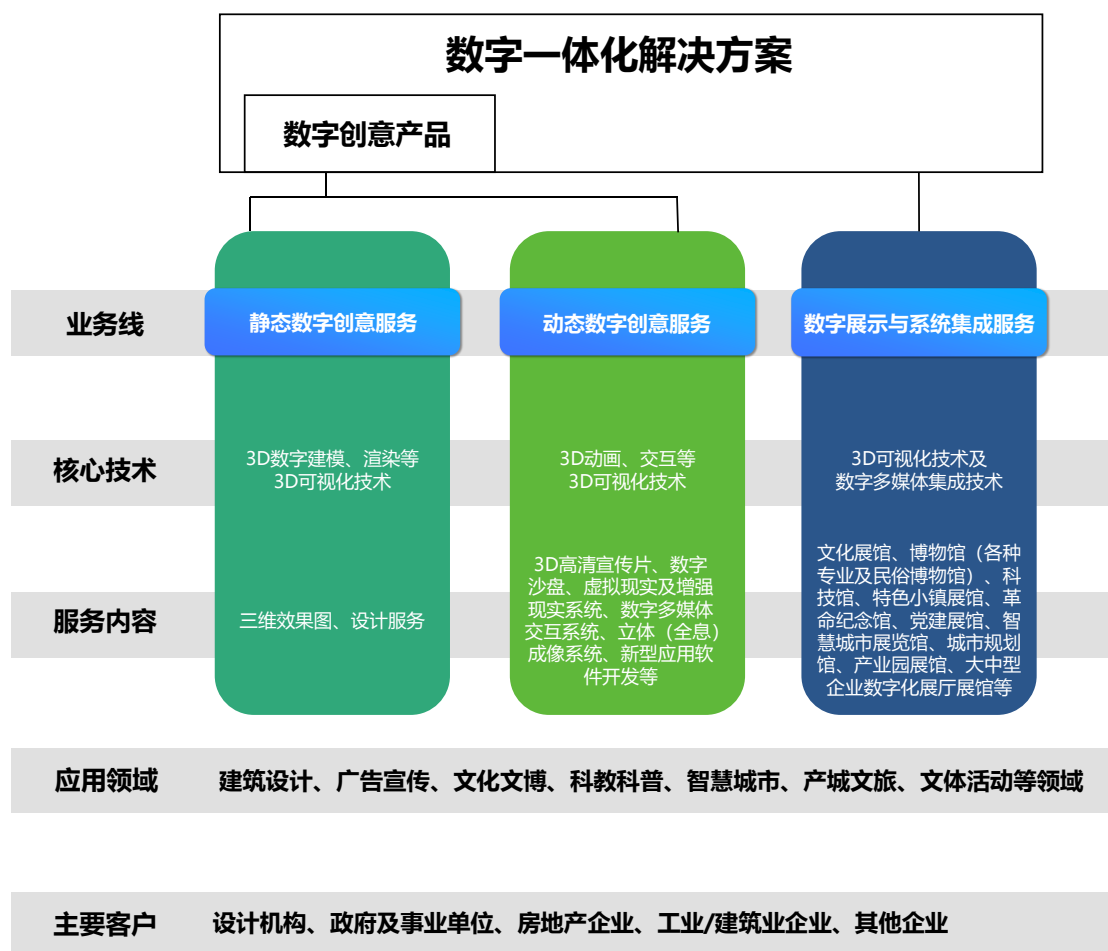 数字一体化解决方案
数字创意产品
业务线
静态数字创意服务
动态数字创意服务
数字展示与系统集成服务
核心技术
3D数字建模、渲染等
3D可视化技术
3D动画、交互等
3D可视化技术
3D可视化技术及
数字多媒体集成技术
服务内容
三维效果图、设计服务
3D高清宣传片、数字
沙盘、虚拟现实及增强
现实系统、数字多媒体
交互系统、立体（全息）
成像系统、新型应用软
件开发等
文化展馆、博物馆（各种
专业及民俗博物馆）、科
技馆、特色小镇展馆、革
命纪念馆、党建展馆、智
慧城市展览馆、城市规划
馆、产业园展馆、大中型
企业数字化展厅展馆等
应用领域
建筑设计、广告宣传、文化文博、科教科普、智慧城市、产城文旅、文体活动等领域
主要客户
设计机构、政府及事业单位、房地产企业、工业/建筑业企业、其他企业